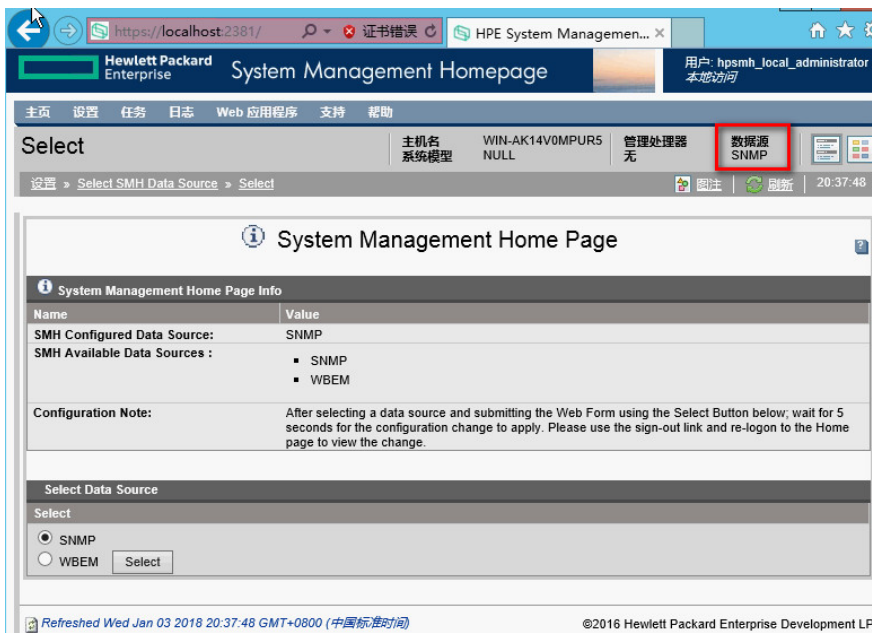 https://localhost:2381/
证书错误
HPE System Managemen...
Hewlett Packard
Enterprise
System Management Homepage
用户: hpsmh_local_administrator
本地访问
主页 设置 任务 日志 Web 应用程序 支持 帮助
Select
主机名 WIN-AK14V0MPUR5
系统模型 NULL
管理处理器
无
数据源
SNMP
设置 » Select SMH Data Source » Select
图注
刷新
20:37:48
System Management Home Page
System Management Home Page Info
Name Value
SMH Configured Data Source: SNMP
SMH Available Data Sources :
SNMP
WBEM
Configuration Note: After selecting a data source and submitting the Web Form using the Select Button below; wait for 5
seconds for the configuration change to apply. Please use the sign-out link and re-logon to the Home
page to view the change.
Select Data Source
Select
SNMP
WBEM Select
Refreshed Wed Jan 03 2018 20:37:48 GMT+0800 (中国标准时间)
©2016 Hewlett Packard Enterprise Development LP